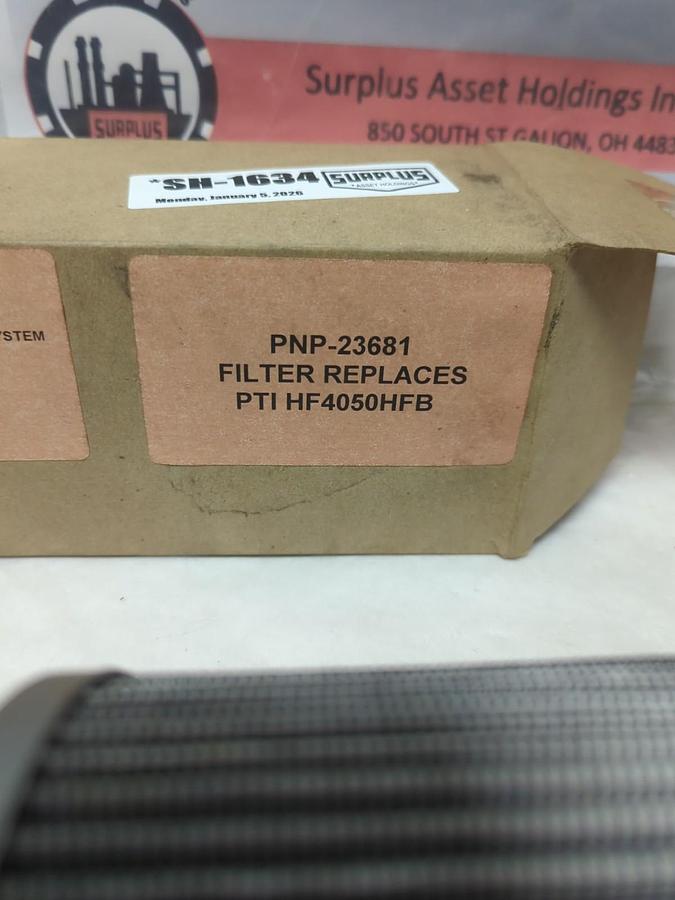 SURPLUS
Surplus Asset Holdings In
850 SOUTH ST GALION, OH 4483
*SH-1634
SURPLUS
*ASSET HOLDINGS*
Monday, January 5, 2026
YSTEM
PNP-23681
FILTER REPLACES
PTI HF4050HFB